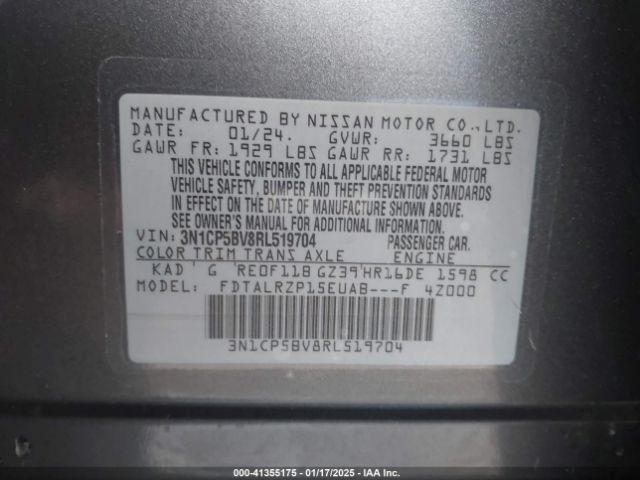 MANUFACTURED BY NISSAN MOTOR CO., LTD.
DATE: 01/24. GVWR: 3660 LBS
GAWR FR: 1929 LBS GAWR RR: 1731 LBS
THIS VEHICLE CONFORMS TO ALL APPLICABLE FEDERAL MOTOR
VEHICLE SAFETY, BUMPER AND THEFT PREVENTION STANDARDS
IN EFFECT ON THE DATE OF MANUFACTURE SHOWN ABOVE.
SEE OWNER'S MANUAL FOR ADDITIONAL INFORMATION.
VIN: 3N1CP5BV8RL519704 PASSENGER CAR.
COLOR TRIM TRANS AXLE ENGINE
KAD G RE0F11B GZ39 HR16DE 1598 CC
MODEL: FDTALRZP15EUAB---F 4Z000
3N1CP5BV8RL519704
000-41355175 | 01/17/2025 | IAA Inc.